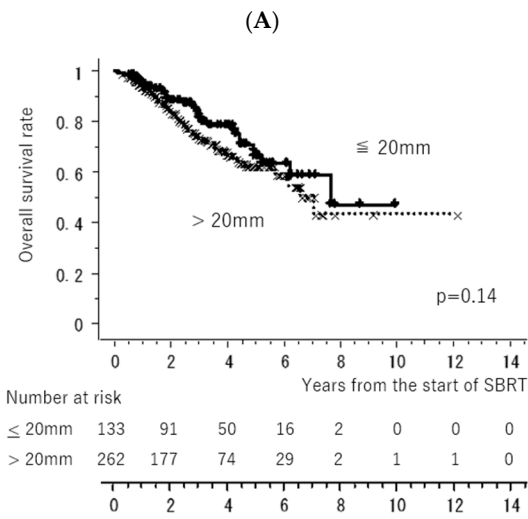 (A)
Overall survival rate
1
0.8
0.6
0.4
0.2
0
≦ 20mm
> 20mm
p=0.14
0 2 4 6 8 10 12 14
Years from the start of SBRT
Number at risk
≤ 20mm 133 91 50 16 2 0 0 0
> 20mm 262 177 74 29 2 1 1 0
0 2 4 6 8 10 12 14